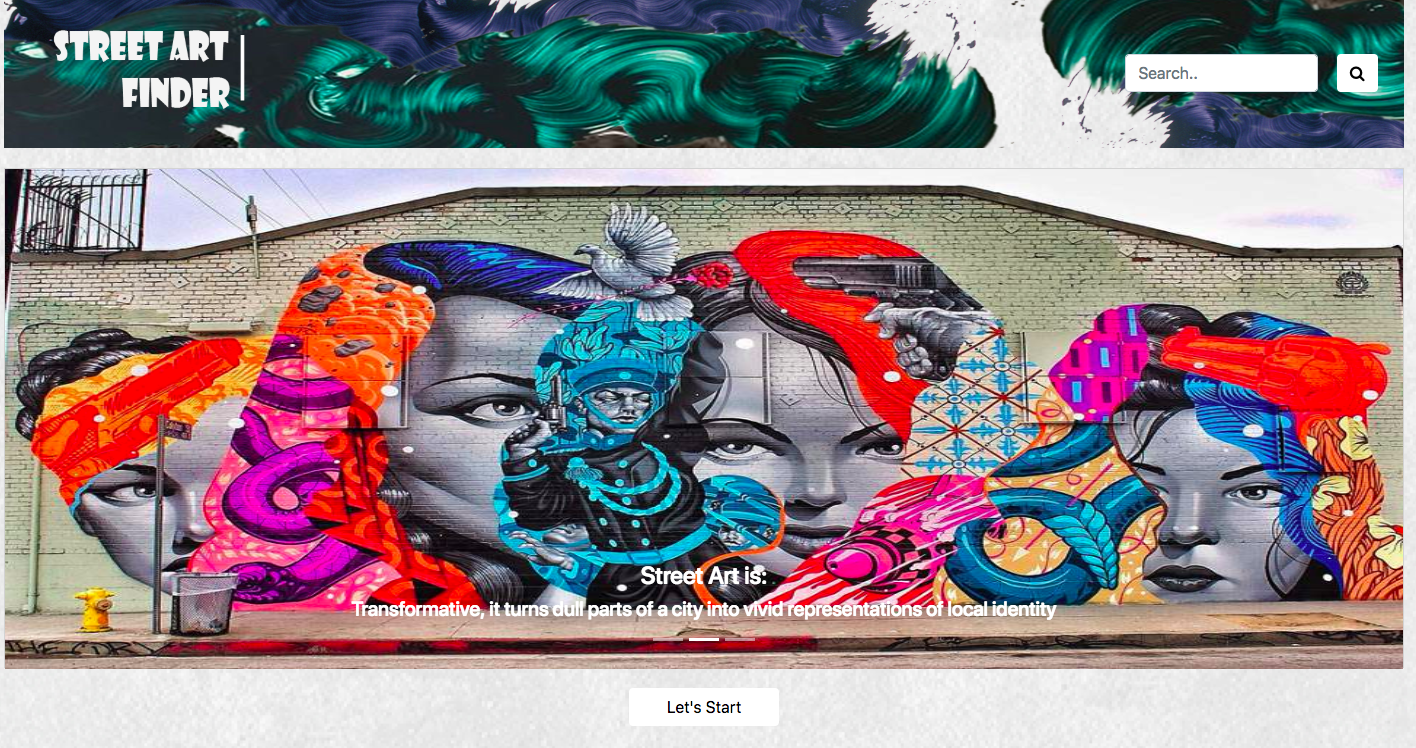 STREET ART
FINDER
Search..
Street Art is:
Transformative, it turns dull parts of a city into vivid representations of local identity
Let's Start